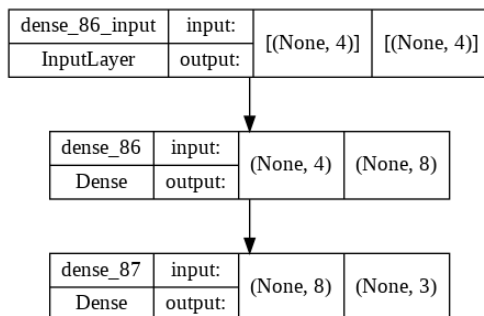 dense_86_input input: [(None, 4)] [(None, 4)]
InputLayer output:
dense_86 input: (None, 4) (None, 8)
Dense output:
dense_87 input: (None, 8) (None, 3)
Dense output: